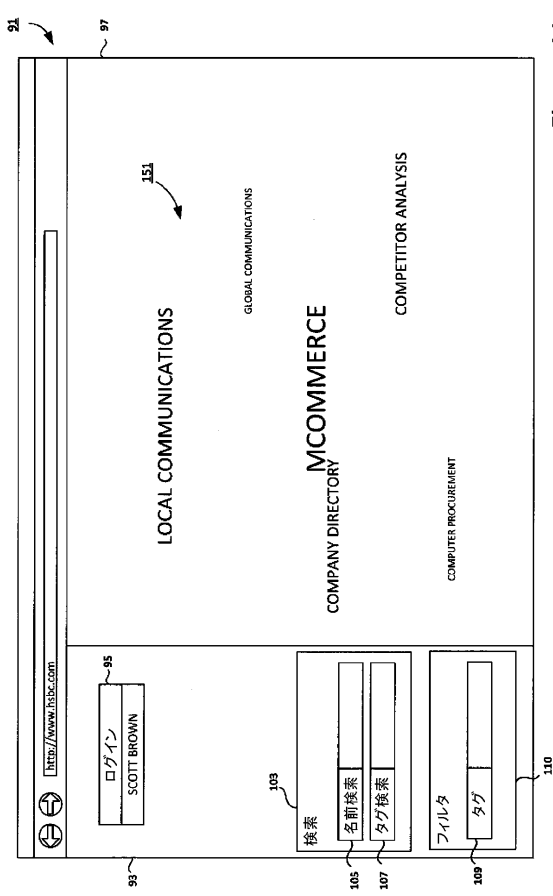 91
http://www.hsbc.com
93
97
ログイン
95
SCOTT BROWN
151
LOCAL COMMUNICATIONS
GLOBAL COMMUNICATIONS
MCOMMERCE
COMPANY DIRECTORY
COMPETITOR ANALYSIS
COMPUTER PROCUREMENT
103
検索
105
名前検索
107
タグ検索
フィルタ
109
タグ
110